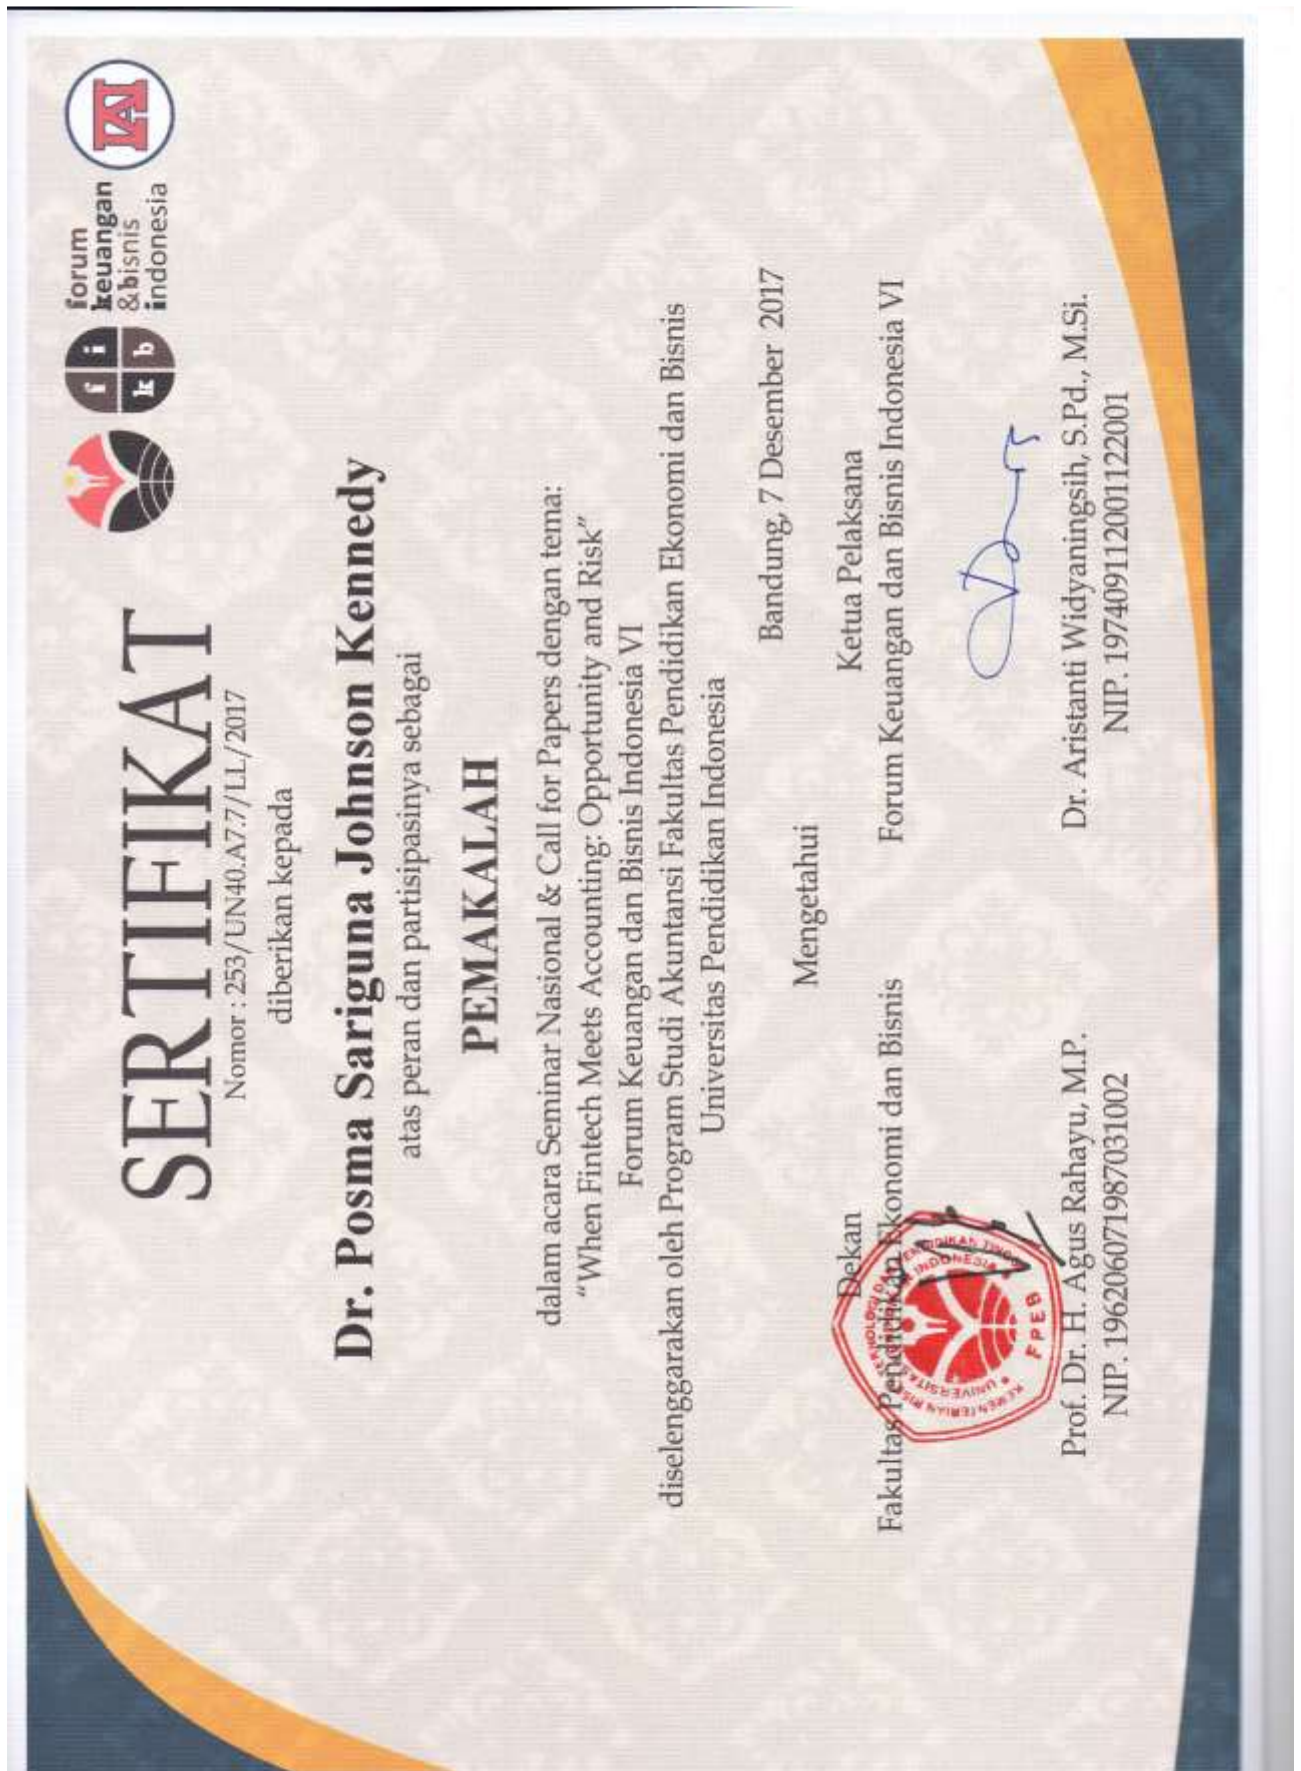 forum
keuangan
&bisnis
indonesia
f i
k b
IAI
SERTIFIKAT
Nomor : 253/UN40.A7.7/LL/2017
diberikan kepada
Dr. Posma Sariguna Johnson Kennedy
atas peran dan partisipasinya sebagai
PEMAKALAH
dalam acara Seminar Nasional & Call for Papers dengan tema:
“When Fintech Meets Accounting: Opportunity and Risk”
Forum Keuangan dan Bisnis Indonesia VI
diselenggarakan oleh Program Studi Akuntansi Fakultas Pendidikan Ekonomi dan Bisnis
Universitas Pendidikan Indonesia
Bandung, 7 Desember 2017
Mengetahui
Dekan
Fakultas Pendidikan Ekonomi dan Bisnis
FPEB
Prof. Dr. H. Agus Rahayu, M.P.
NIP. 196206071987031002
Ketua Pelaksana
Forum Keuangan dan Bisnis Indonesia VI
Dr. Aristanti Widyaningsih, S.Pd., M.Si.
NIP. 197409112001122001